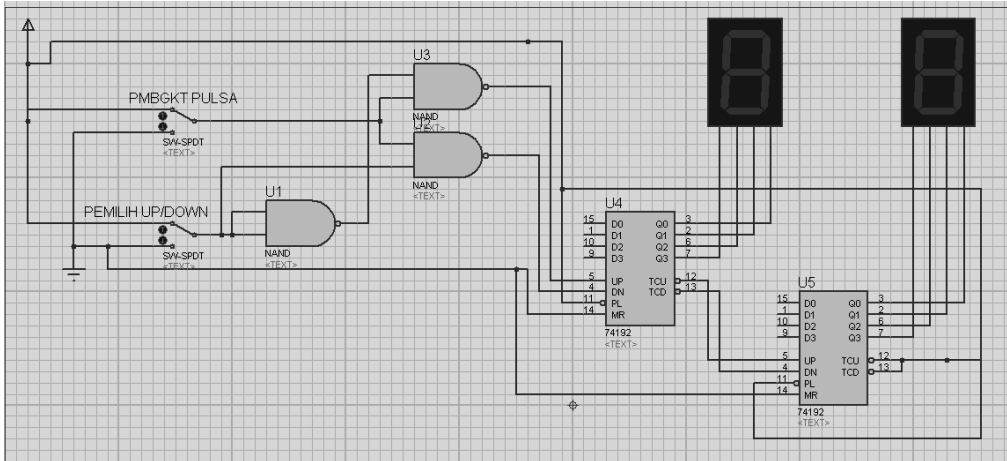 U3
PMBGKT PULSA
SW-SPDT
<TEXT>
NAND
<TEXT>
U2
NAND
<TEXT>
U1
PEMILIH UP/DOWN
SW-SPDT
<TEXT>
NAND
<TEXT>
U4
15 D0 Q0 3
1 D1 Q1 2
10 D2 Q2 6
9 D3 Q3 7
5 UP TCU 12
4 DN TCD 13
11 PL
14 MR
74192
<TEXT>
U5
15 D0 Q0 3
1 D1 Q1 2
10 D2 Q2 6
9 D3 Q3 7
5 UP TCU 12
4 DN TCD 13
11 PL
14 MR
74192
<TEXT>